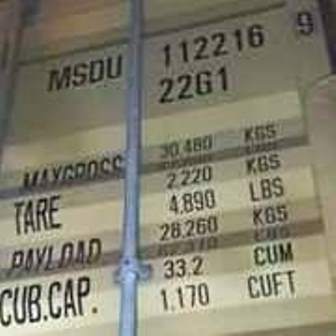 MSDU 112216 9
22G1
MAXGROSS 30.480 KGS
TARE 2.220 KGS
4.890 LBS
PAYLOAD 28.260 KGS
CUB.CAP. 33.2 CUM
1.170 CUFT